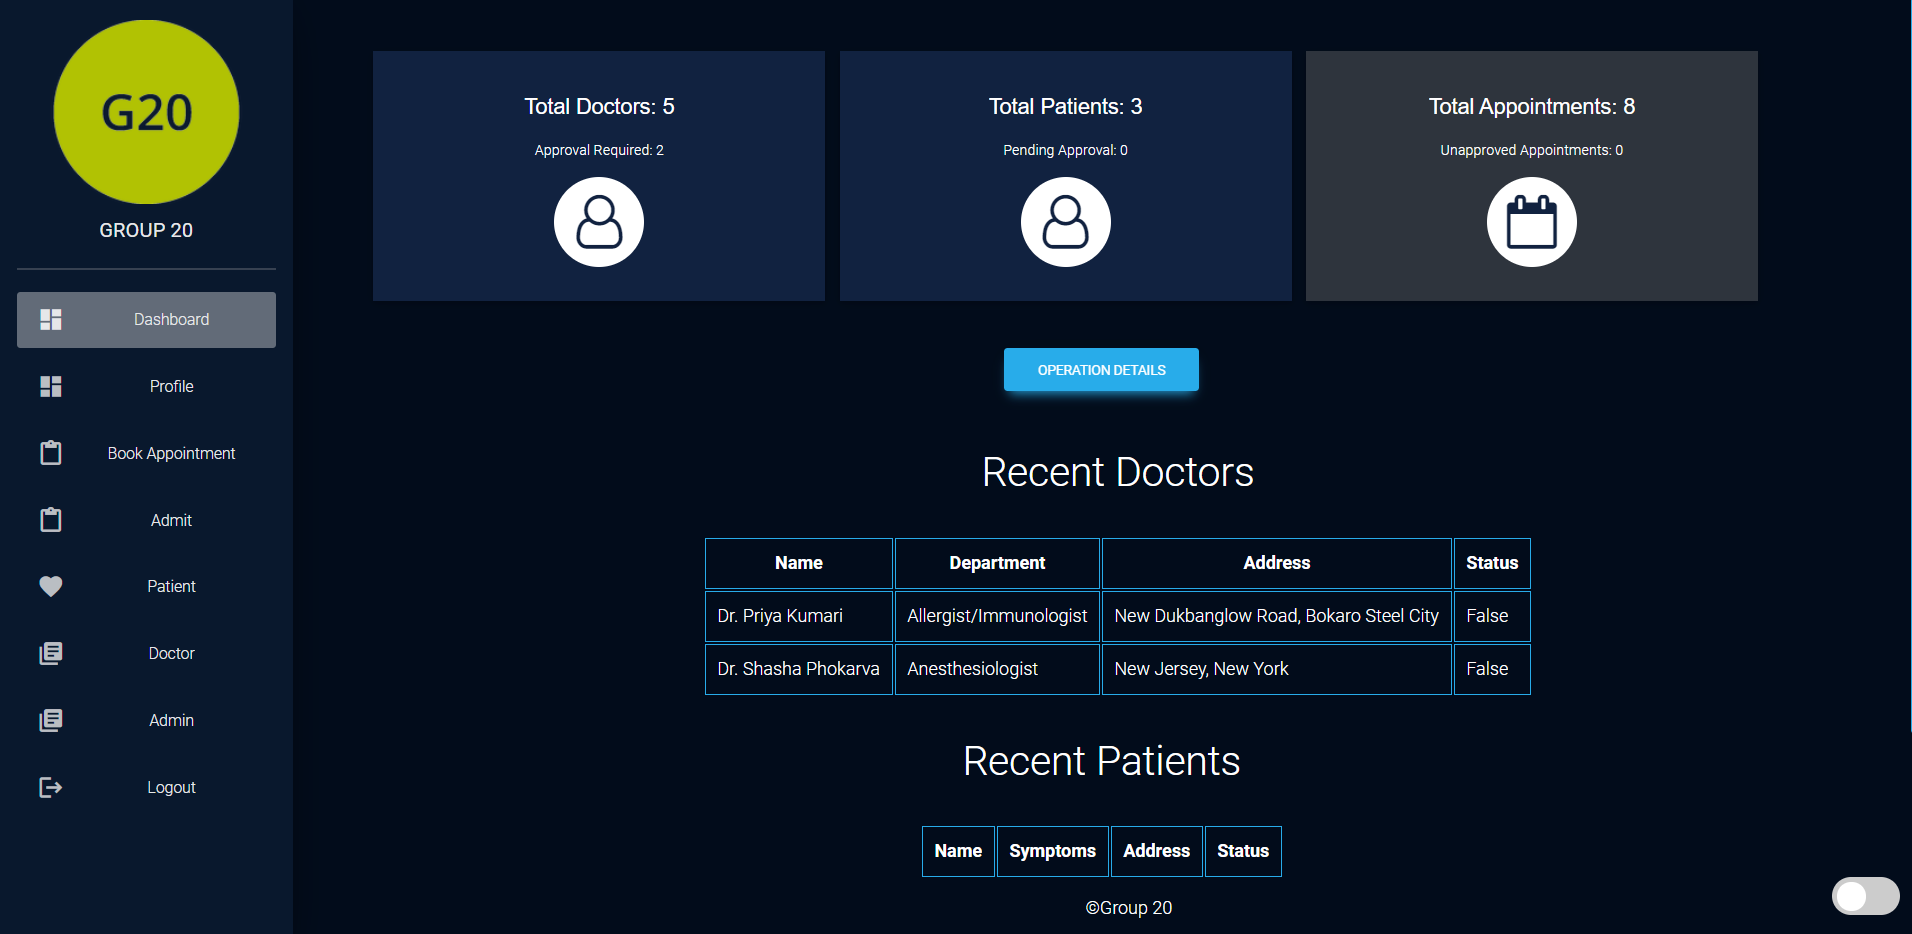 G20
GROUP 20
Dashboard
Profile
Book Appointment
Admit
Patient
Doctor
Admin
Logout
Total Doctors: 5
Approval Required: 2
Total Patients: 3
Pending Approval: 0
Total Appointments: 8
Unapproved Appointments: 0
OPERATION DETAILS
Recent Doctors
Name Department Address Status
Dr. Priya Kumari Allergist/Immunologist New Dukbanglow Road, Bokaro Steel City False
Dr. Shasha Phokarva Anesthesiologist New Jersey, New York False
Recent Patients
Name Symptoms Address Status
©Group 20